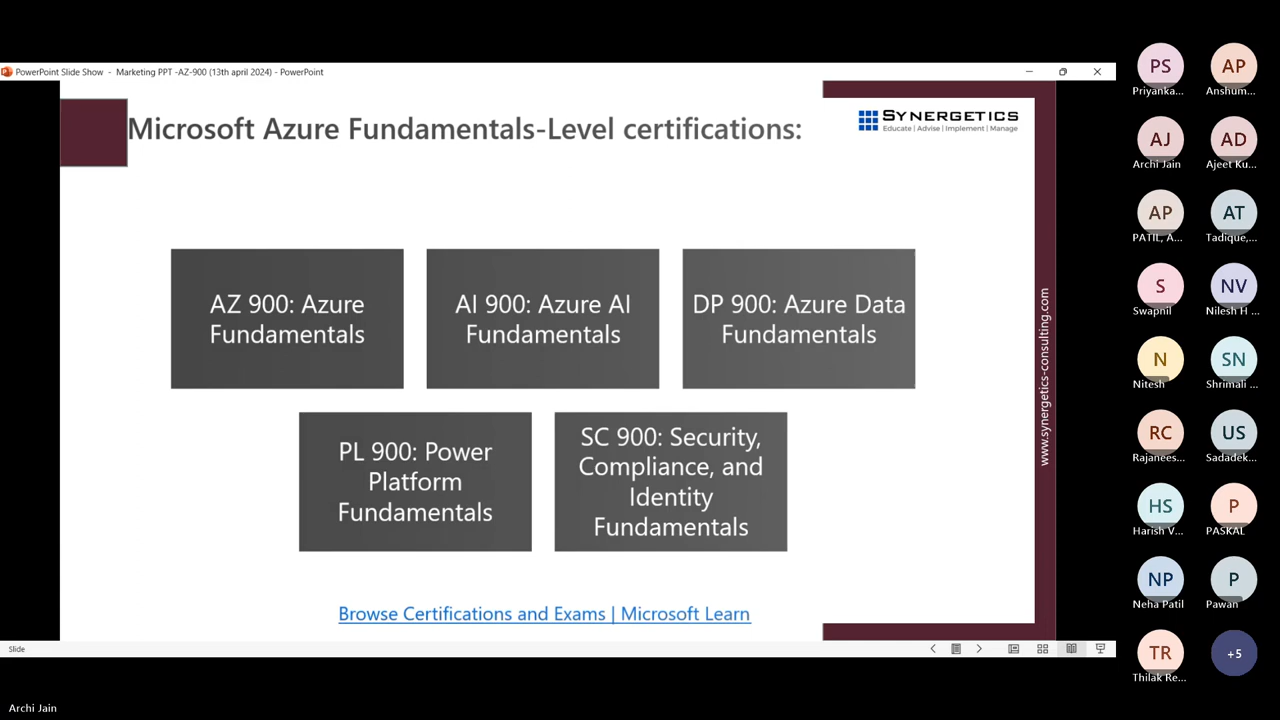 PowerPoint Slide Show - Marketing PPT -AZ-900 (13th april 2024) - PowerPoint
Microsoft Azure Fundamentals-Level certifications:
SYNERGETICS
Educate | Advise | Implement | Manage
AZ 900: Azure
Fundamentals
AI 900: Azure AI
Fundamentals
DP 900: Azure Data
Fundamentals
PL 900: Power
Platform
Fundamentals
SC 900: Security,
Compliance, and
Identity
Fundamentals
Browse Certifications and Exams | Microsoft Learn
www.synergetics-consulting.com
Slide
Archi Jain
PS
Priyanka...
AP
Anshum...
AJ
Archi Jain
AD
Ajeet Ku...
AP
PATIL, A...
AT
Tadique,...
S
Swapnil
NV
Nilesh H ...
N
Nitesh
SN
Shrimali ...
RC
Rajanees...
US
Sadadek...
HS
Harish V...
P
PASKAL
NP
Neha Patil
P
Pawan
TR
Thilak Re...
+5